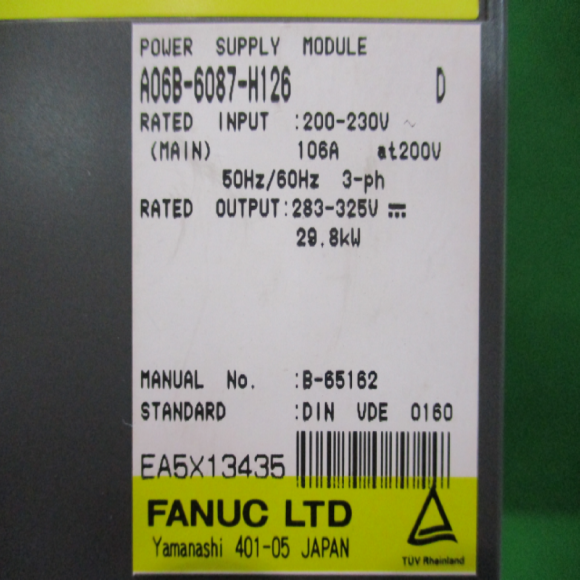 POWER SUPPLY MODULE
A06B-6087-H126 D
RATED INPUT :200-230V ~
(MAIN) 106A at200V
50Hz/60Hz 3-ph
RATED OUTPUT:283-325V ⎓
29.8kW
MANUAL No. :B-65162
STANDARD :DIN VDE 0160
EA5X13435
FANUC LTD
Yamanashi 401-05 JAPAN
TUV Rheinland